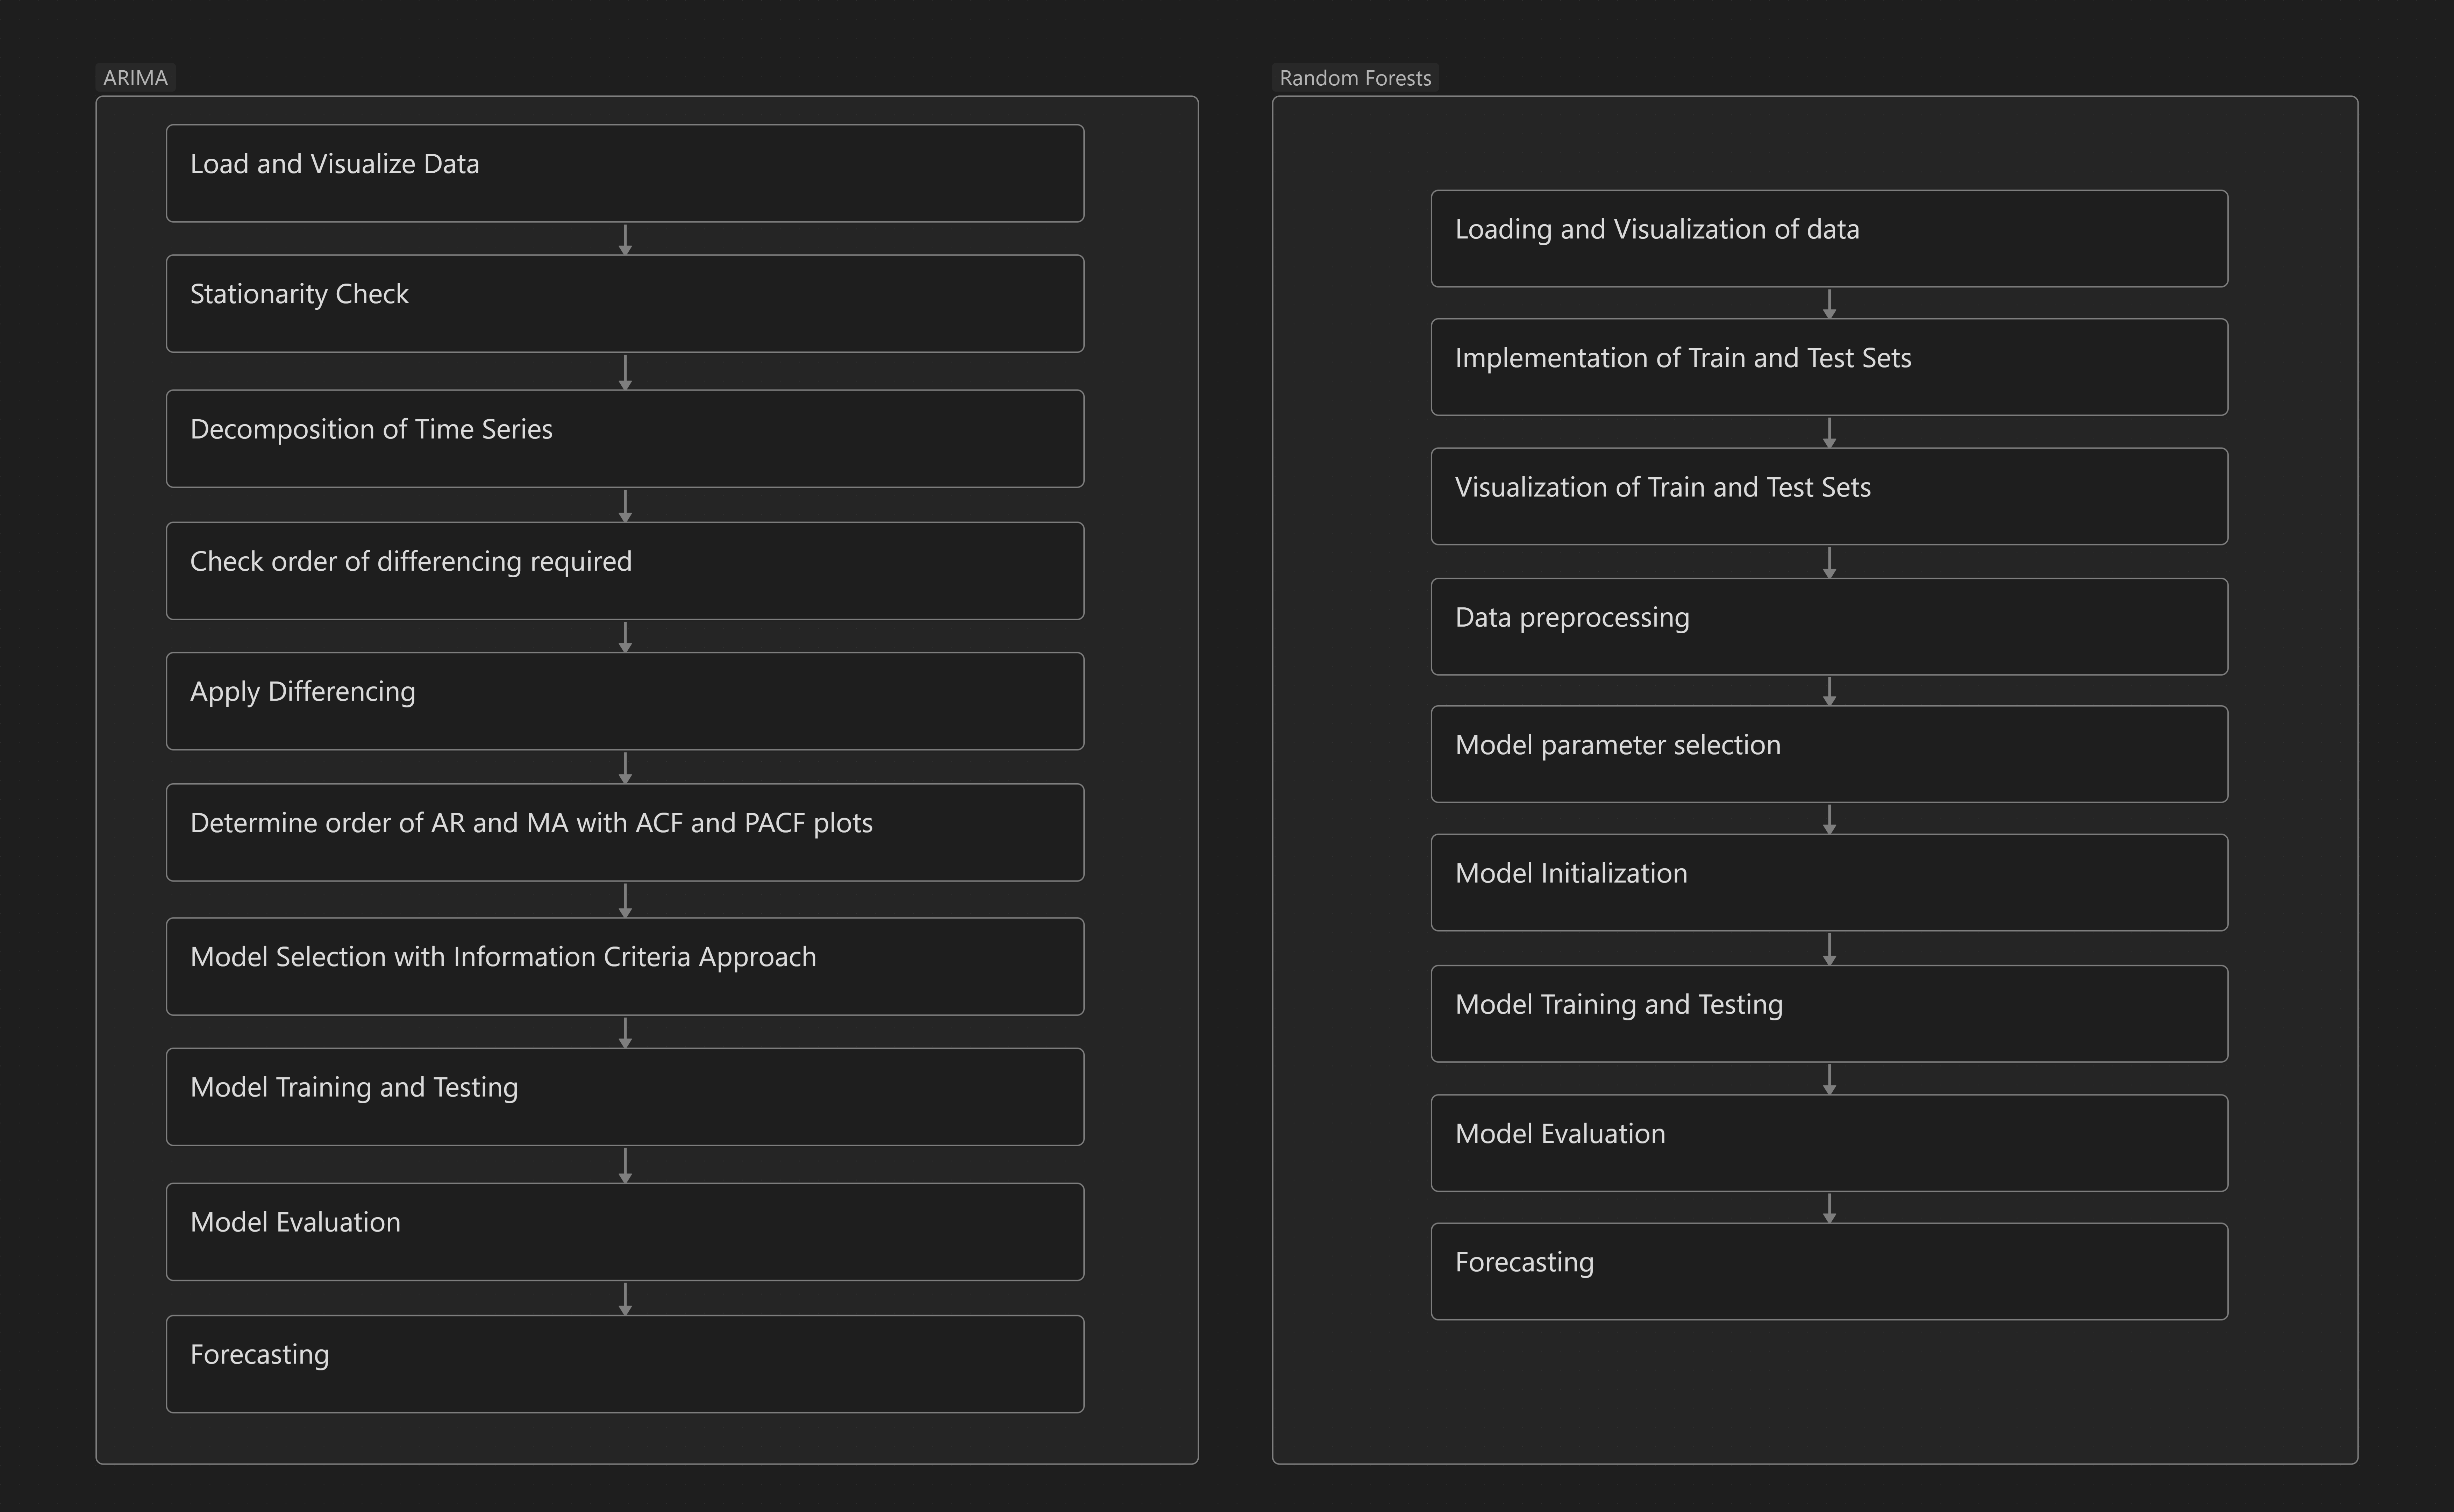 ARIMA
Load and Visualize Data
Stationarity Check
Decomposition of Time Series
Check order of differencing required
Apply Differencing
Determine order of AR and MA with ACF and PACF plots
Model Selection with Information Criteria Approach
Model Training and Testing
Model Evaluation
Forecasting
Random Forests
Loading and Visualization of data
Implementation of Train and Test Sets
Visualization of Train and Test Sets
Data preprocessing
Model parameter selection
Model Initialization
Model Training and Testing
Model Evaluation
Forecasting